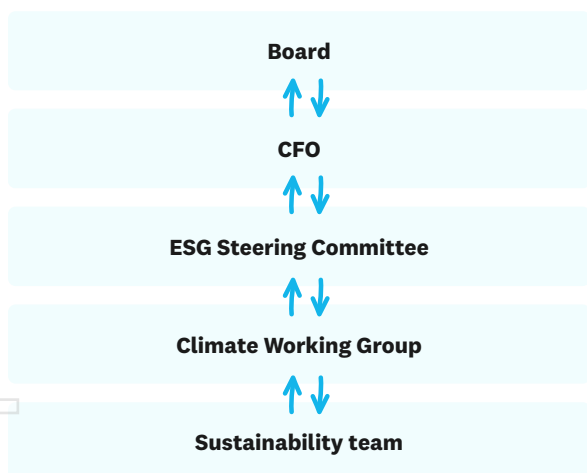 Board
CFO
ESG Steering Committee
Climate Working Group
Sustainability team